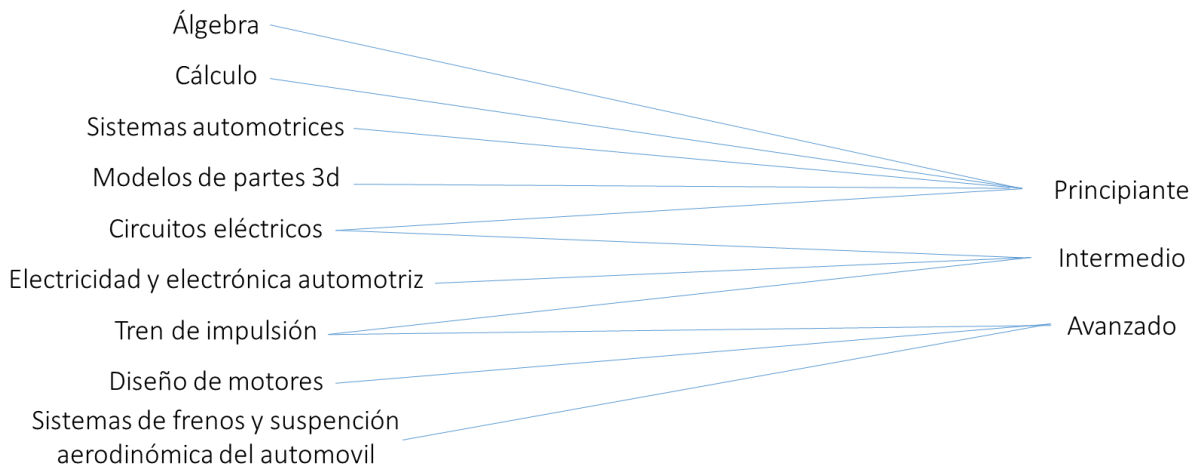 Álgebra
Cálculo
Sistemas automotrices
Modelos de partes 3d
Principiante
Circuitos eléctricos
Intermedio
Electricidad y electrónica automotriz
Tren de impulsión
Avanzado
Diseño de motores
Sistemas de frenos y suspención
aerodinómica del automovil